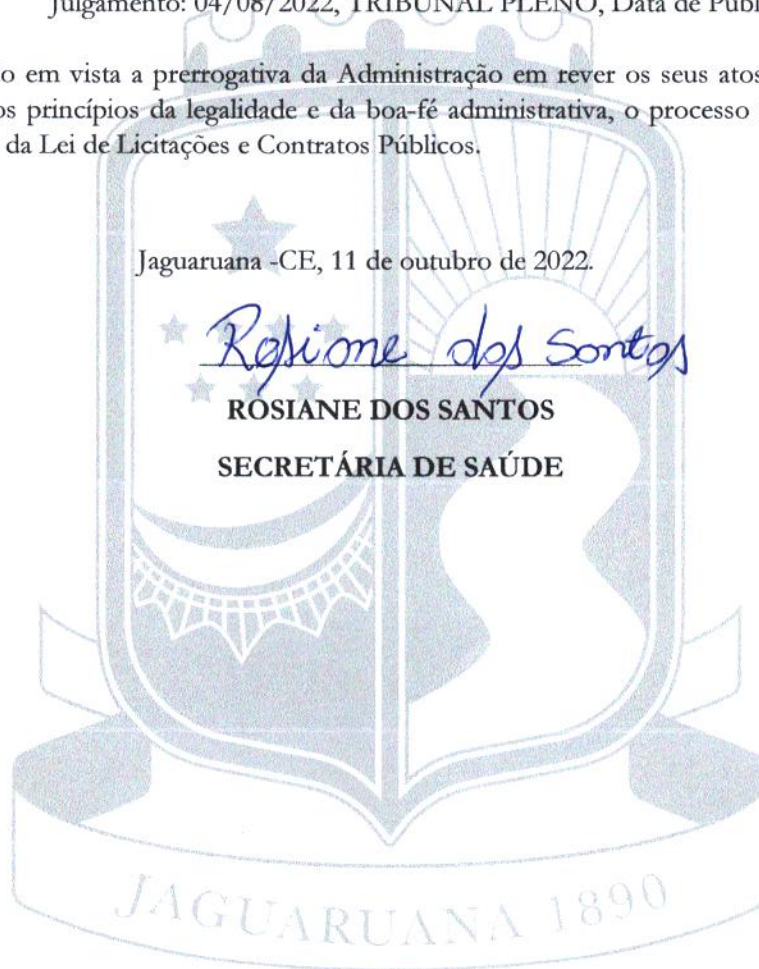 Julgamento: 04/08/2022, TRIBUNAL PLENO, Data de Publ
o em vista a prerrogativa da Administração em rever os seus atos
os princípios da legalidade e da boa-fé administrativa, o processo
da Lei de Licitações e Contratos Públicos.
Jaguaruana -CE, 11 de outubro de 2022.
Rosiane dos Santos
ROSIANE DOS SANTOS
SECRETÁRIA DE SAÚDE
JAGUARUANA 1890